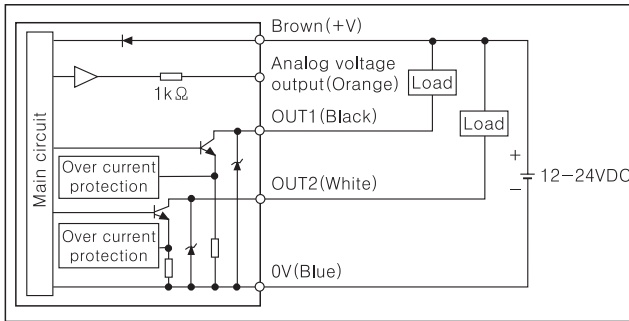 Brown(+V)
Analog voltage
output(Orange)
1kΩ
Load
Load
OUT1(Black)
Main circuit
Over current
protection
OUT2(White)
+
12-24VDC
-
Over current
protection
0V(Blue)